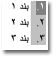 ۱. بند ۱
۲. بند ۲
۳. بند ۳